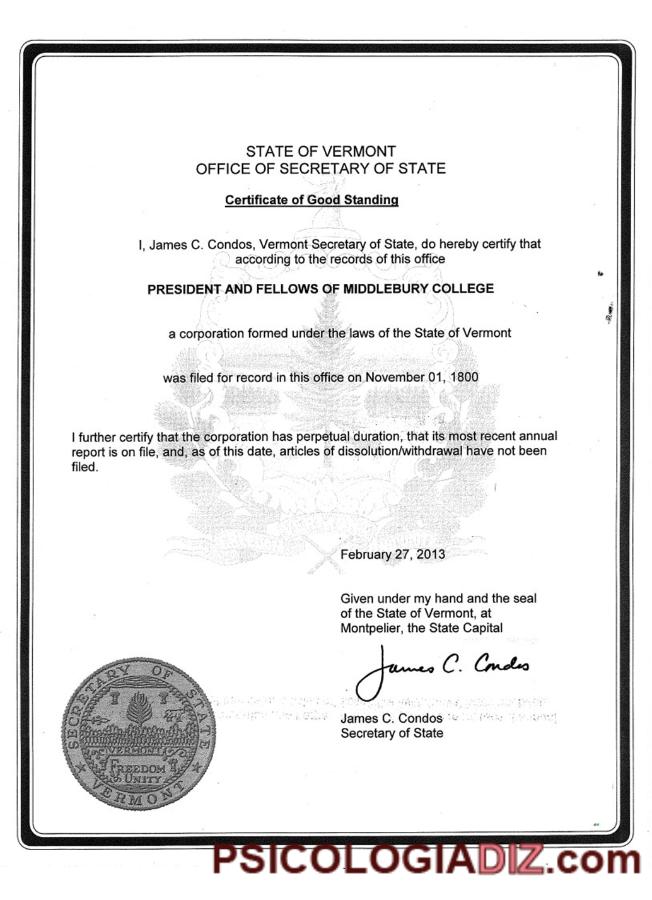 STATE OF VERMONT
OFFICE OF SECRETARY OF STATE
Certificate of Good Standing
I, James C. Condos, Vermont Secretary of State, do hereby certify that
according to the records of this office
PRESIDENT AND FELLOWS OF MIDDLEBURY COLLEGE
a corporation formed under the laws of the State of Vermont
was filed for record in this office on November 01, 1800
I further certify that the corporation has perpetual duration, that its most recent annual
report is on file, and, as of this date, articles of dissolution/withdrawal have not been
filed.
February 27, 2013
Given under my hand and the seal
of the State of Vermont, at
Montpelier, the State Capital
James C. Condos
James C. Condos
Secretary of State
SECRETARY OF STATE
VERMONT
FREEDOM
& UNITY
VERMONT
PSICOLOGIADIZ.com